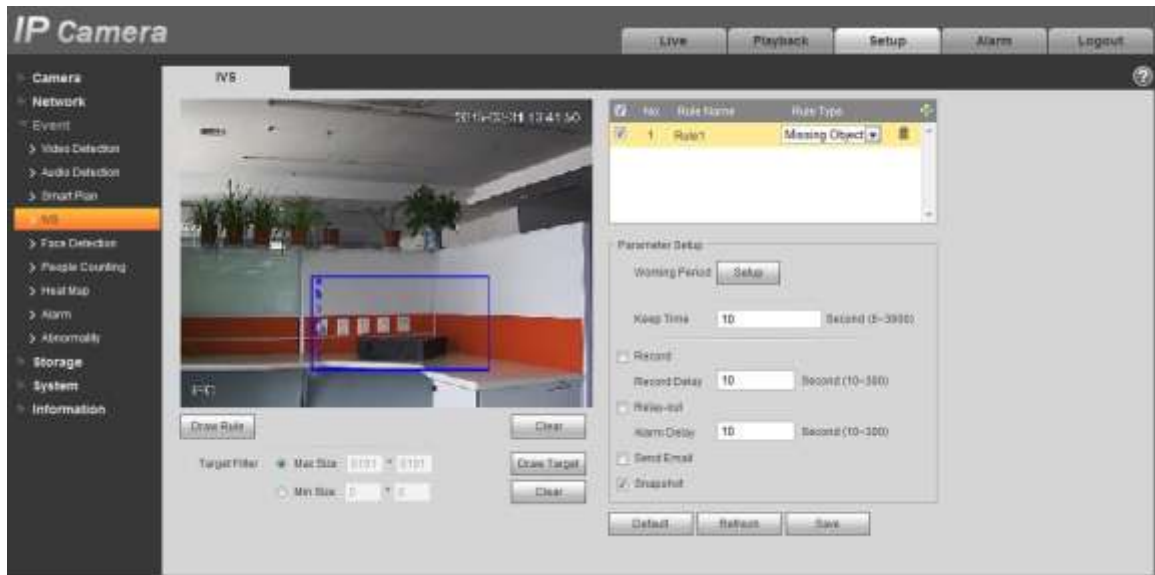 IP Camera
Live
Playback
Setup
Alarm
Logout
Camera
Network
Event
Video Detection
Audio Detection
Smart Plan
IVS
Face Detection
People Counting
Heat Map
Alarm
Abnormality
Storage
System
Information
IVS
IPC
Draw Rule
Clear
Target Filter Max Size * Draw Target
Min Size 0 * 0 Clear
No. Rule Name Rule Type
1 Rule1 Missing Object
Parameter Setup
Working Period Setup
Keep Time 10 Second (6~3600)
Record
Record Delay 10 Second (10~300)
Relay-out
Alarm Delay 10 Second (10~300)
Send Email
Snapshot
Default Refresh Save